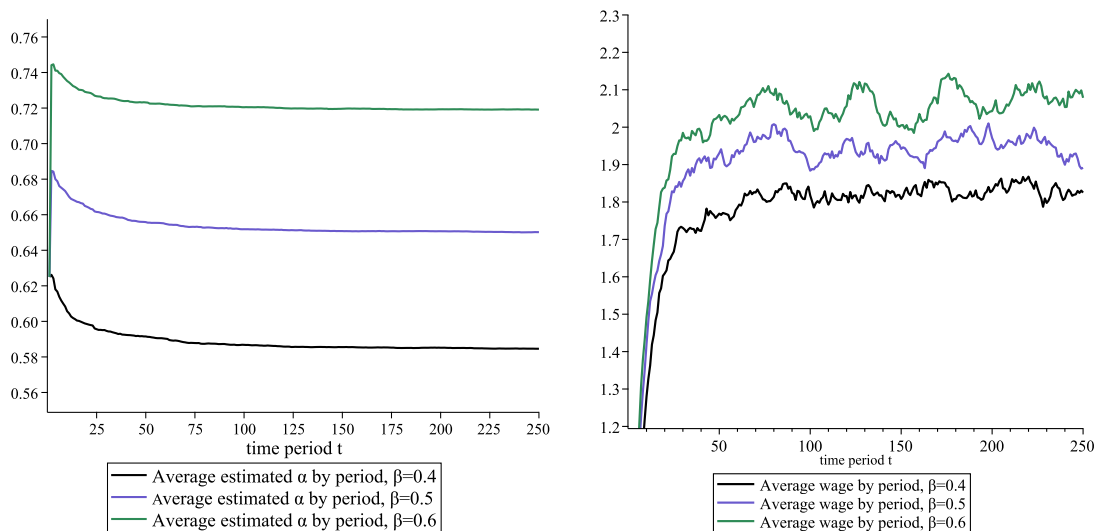 0.76
0.74
0.72
0.70
0.68
0.66
0.64
0.62
0.60
0.58
0.56
25 50 75 100 125 150 175 200 225 250
time period t
Average estimated α by period, β=0.4
Average estimated α by period, β=0.5
Average estimated α by period, β=0.6
2.3
2.2
2.1
2
1.9
1.8
1.7
1.6
1.5
1.4
1.3
1.2
50 100 150 200 250
time period t
Average wage by period, β=0.4
Average wage by period, β=0.5
Average wage by period, β=0.6